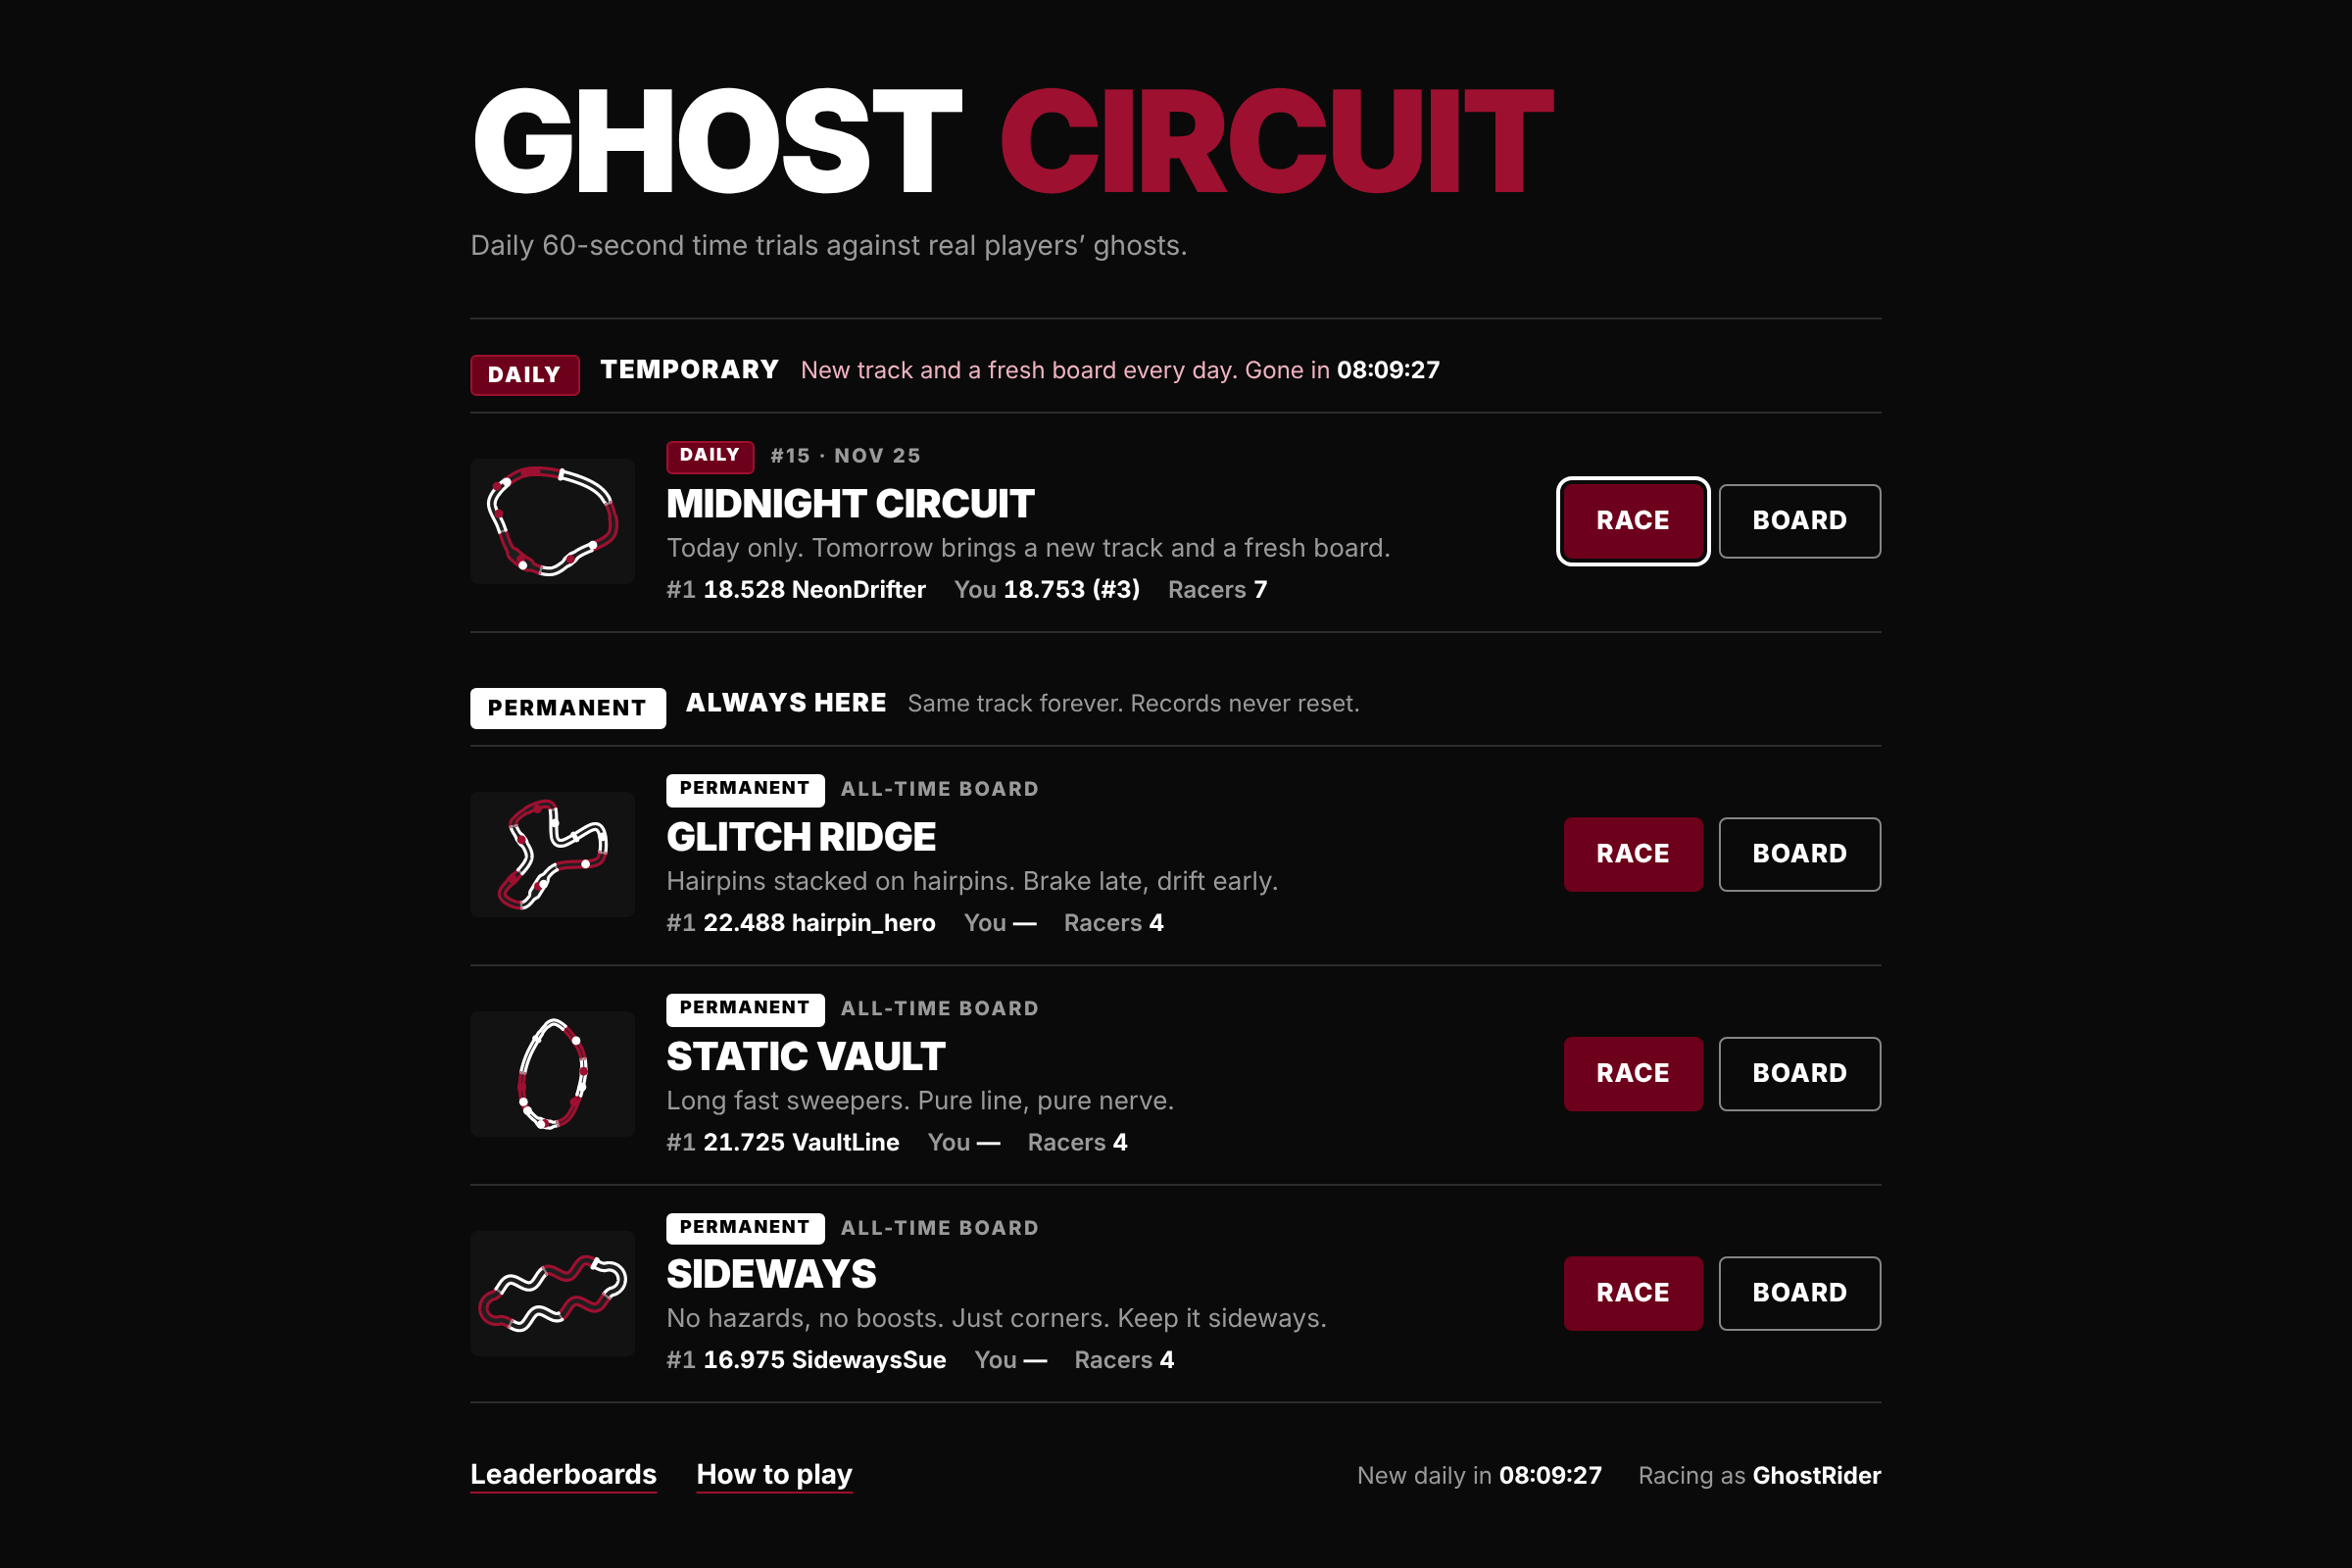 GHOST CIRCUIT
Daily 60-second time trials against real players’ ghosts.
DAILY TEMPORARY New track and a fresh board every day. Gone in 08:09:27
DAILY #15 · NOV 25
MIDNIGHT CIRCUIT
Today only. Tomorrow brings a new track and a fresh board.
#1 18.528 NeonDrifter You 18.753 (#3) Racers 7
RACE BOARD
PERMANENT ALWAYS HERE Same track forever. Records never reset.
PERMANENT ALL-TIME BOARD
GLITCH RIDGE
Hairpins stacked on hairpins. Brake late, drift early.
#1 22.488 hairpin_hero You — Racers 4
RACE BOARD
PERMANENT ALL-TIME BOARD
STATIC VAULT
Long fast sweepers. Pure line, pure nerve.
#1 21.725 VaultLine You — Racers 4
RACE BOARD
PERMANENT ALL-TIME BOARD
SIDEWAYS
No hazards, no boosts. Just corners. Keep it sideways.
#1 16.975 SidewaysSue You — Racers 4
RACE BOARD
Leaderboards How to play New daily in 08:09:27 Racing as GhostRider